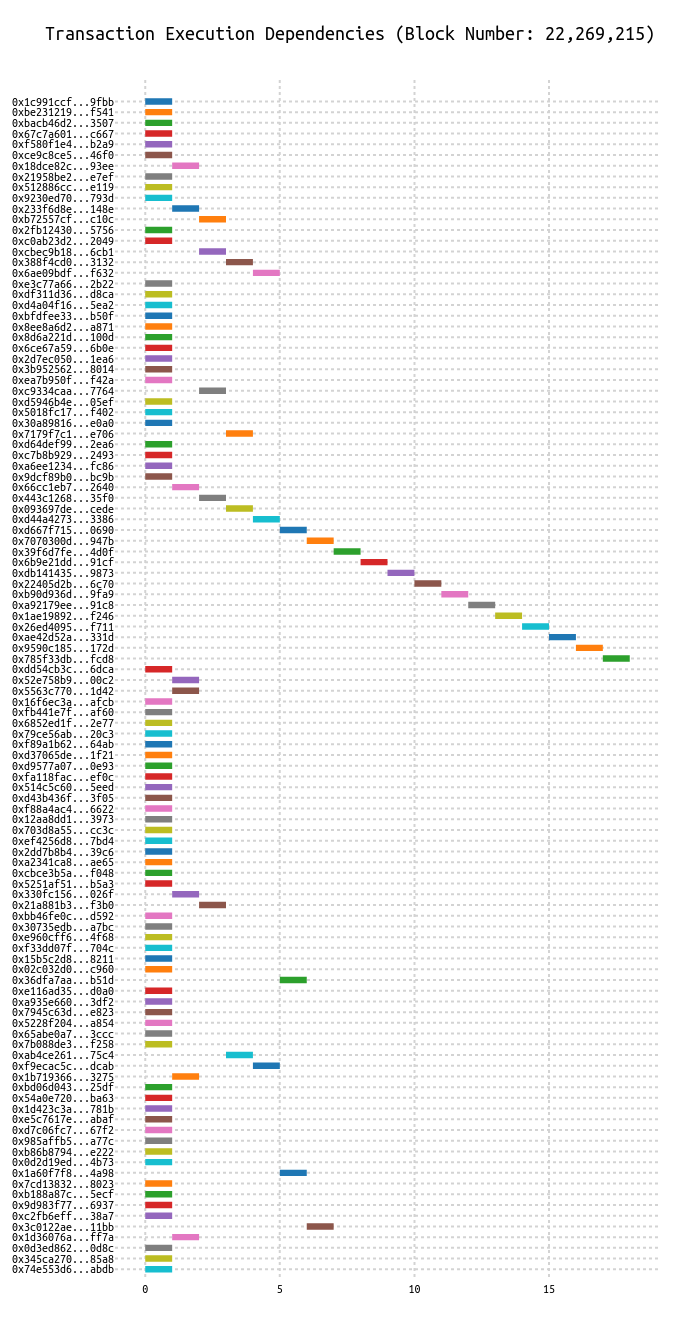 Transaction Execution Dependencies (Block Number: 22,269,215)
0x1c991ccf...9fbb
0xbe231219...f541
0xbacb46d2...3507
0x67c7a601...c667
0xf580f1e4...b2a9
0xce9c8ce5...46f0
0x18dce82c...93ee
0x21958be2...e7ef
0x512886cc...e119
0x9230ed70...793d
0x233f6d8e...148e
0xb72557cf...c10c
0x2fb12430...5756
0xc0ab23d2...2049
0xcbec9b18...6cb1
0x388f4cd0...3132
0x6ae09bdf...f632
0xe3c77a66...2b22
0xdf311d36...d8ca
0xd4a04f16...5ea2
0xbfdfee33...b50f
0x8ee8a6d2...a871
0x8d6a221d...100d
0x6ce67a59...6b0e
0x2d7ec050...1ea6
0x3b952562...8014
0xea7b950f...f42a
0xc9334caa...7764
0xd5946b4e...05ef
0x5018fc17...f402
0x30a89816...e0a0
0x7179f7c1...e706
0xd64def99...2ea6
0xc7b8b929...2493
0xa6ee1234...fc86
0x9dcf89b0...bc9b
0x66cc1eb7...2640
0x443c1268...35f0
0x093697de...cede
0xd44a4273...3386
0xd667f715...0690
0x7070300d...947b
0x39f6d7fe...4d0f
0x6b9e21dd...91cf
0xdb141435...9873
0x22405d2b...6c70
0xb90d936d...9fa9
0xa92179ee...91c8
0x1ae19892...f246
0x26ed4095...f711
0xae42d52a...331d
0x9590c185...172d
0x785f33db...fcd8
0xdd54cb3c...6dca
0x52e758b9...00c2
0x5563c770...1d42
0x16f6ec3a...afcb
0xfb441e7f...af60
0x6852ed1f...2e77
0x79ce56ab...20c3
0xf89a1b62...64ab
0xd37065de...1f21
0xd9577a07...0e93
0xfa118fac...ef0c
0x514c5c60...5eed
0xd43b436f...3f05
0xf88a4ac4...6622
0x12aa8dd1...3973
0x703d8a55...cc3c
0xef4256d8...7bd4
0x2dd7b8b4...39c6
0xa2341ca8...ae65
0xcbce3b5a...f048
0x5251af51...b5a3
0x330fc156...026f
0x21a881b3...f3b0
0xbb46fe0c...d592
0x30735edb...a7bc
0xe960cff6...4f68
0xf33dd07f...704c
0x15b5c2d8...8211
0x02c032d0...c960
0x36dfa7aa...b51d
0xe116ad35...d0a0
0xa935e660...3df2
0x7945c63d...e823
0x5228f204...a854
0x65abe0a7...3ccc
0x7b088de3...f258
0xab4ce261...75c4
0xf9ecac5c...dcab
0x1b719366...3275
0xbd06d043...25df
0x54a0e720...ba63
0x1d423c3a...781b
0xe5c7617e...abaf
0xd7c06fc7...67f2
0x985affb5...a77c
0xb86b8794...e222
0x0d2d19ed...4b73
0x1a60f7f8...4a98
0x7cd13832...8023
0xb188a87c...5ecf
0x9d983f77...6937
0xc2fb6eff...38a7
0x3c0122ae...11bb
0x1d36076a...ff7a
0x0d3ed862...0d8c
0x345ca270...85a8
0x74e553d6...abdb
0 5 10 15